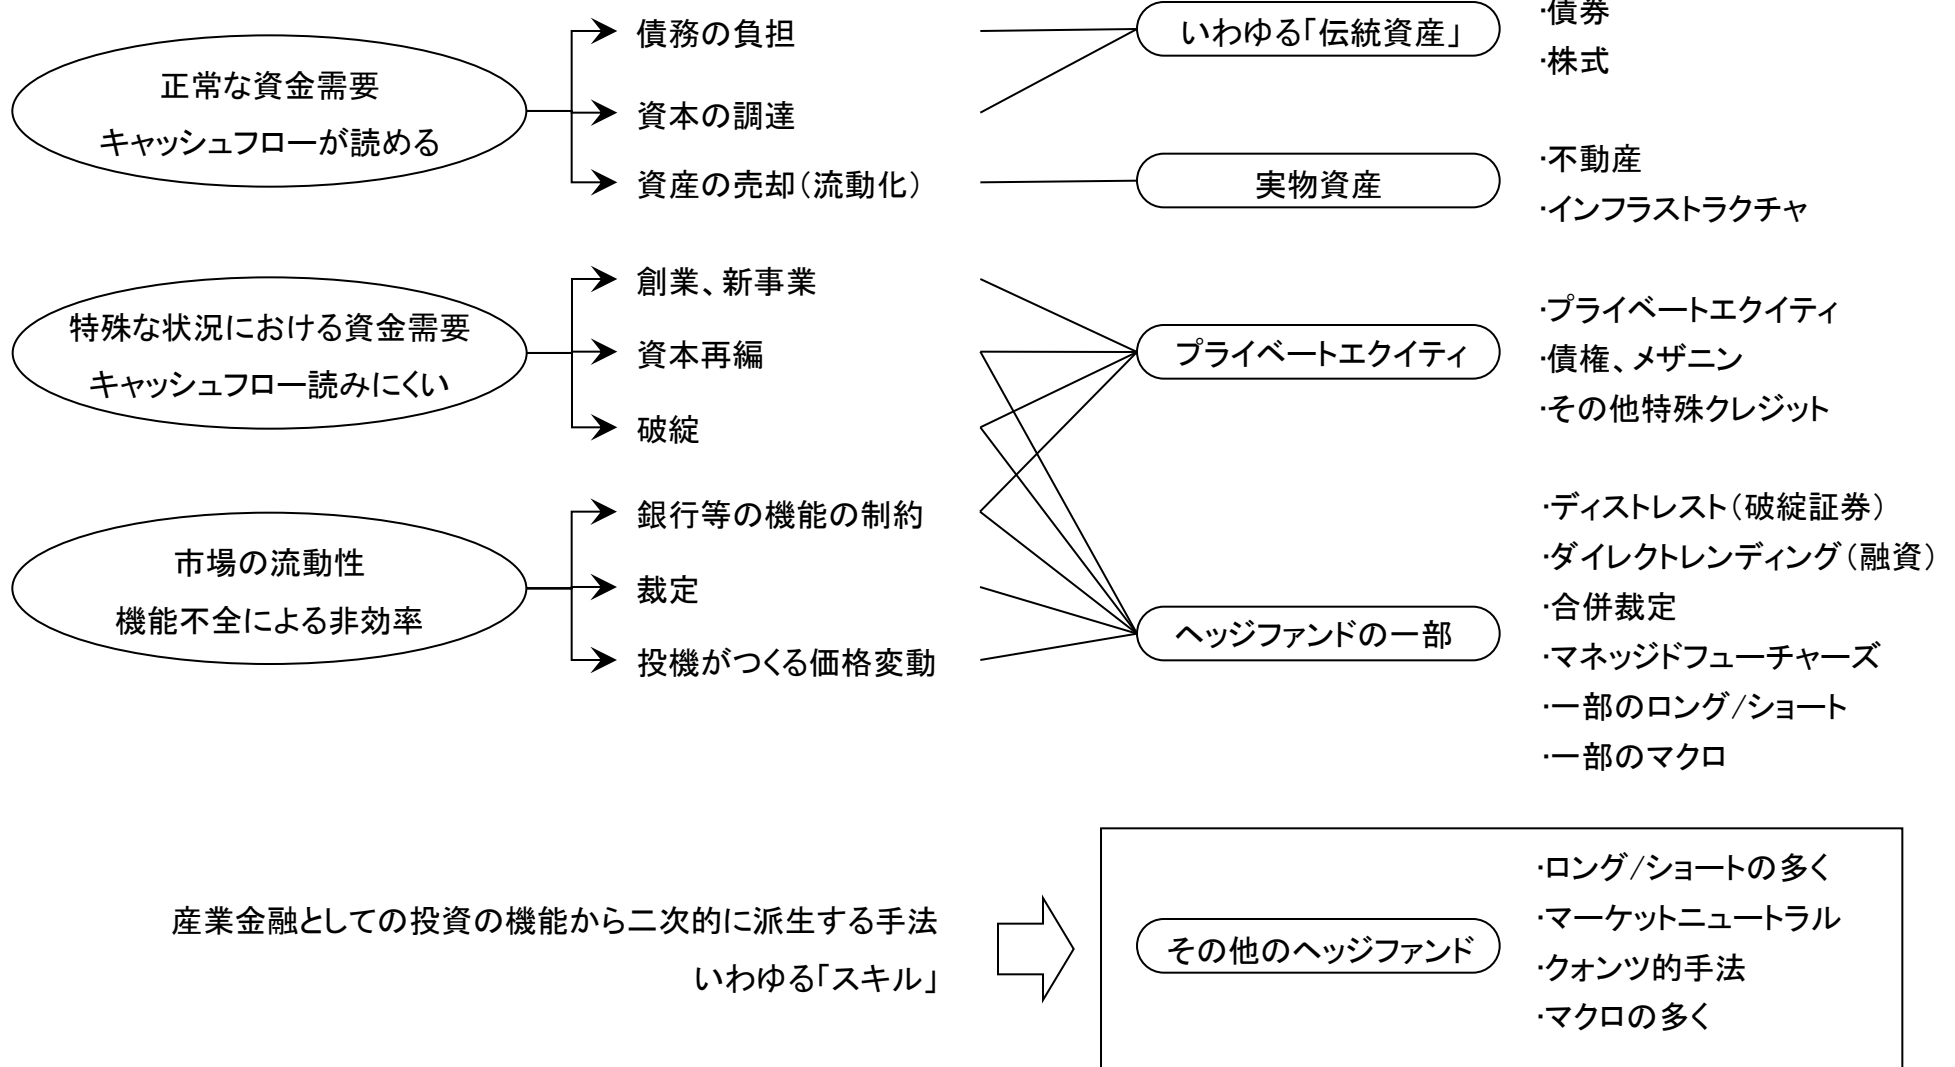 正常な資金需要
キャッシュフローが読める
債務の負担
資本の調達
資産の売却（流動化）
いわゆる「伝統資産」
・債券
・株式
実物資産
・不動産
・インフラストラクチャ
特殊な状況における資金需要
キャッシュフロー読みにくい
創業、新事業
資本再編
破綻
プライベートエクイティ
・プライベートエクイティ
・債権、メザニン
・その他特殊クレジット
市場の流動性
機能不全による非効率
銀行等の機能の制約
裁定
投機がつくる価格変動
ヘッジファンドの一部
・ディストレスト（破綻証券）
・ダイレクトレンディング（融資）
・合併裁定
・マネッジドフューチャーズ
・一部のロング/ショート
・一部のマクロ
産業金融としての投資の機能から二次的に派生する手法
いわゆる「スキル」
その他のヘッジファンド
・ロング/ショートの多く
・マーケットニュートラル
・クォンツ的手法
・マクロの多く